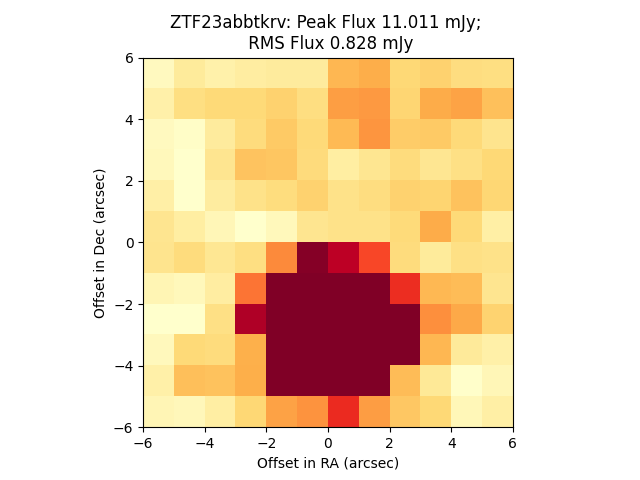 ZTF23abbtkrv: Peak Flux 11.011 mJy;
RMS Flux 0.828 mJy
6
4
2
0
−2
−4
−6
Offset in Dec (arcsec)
−6 −4 −2 0 2 4 6
Offset in RA (arcsec)